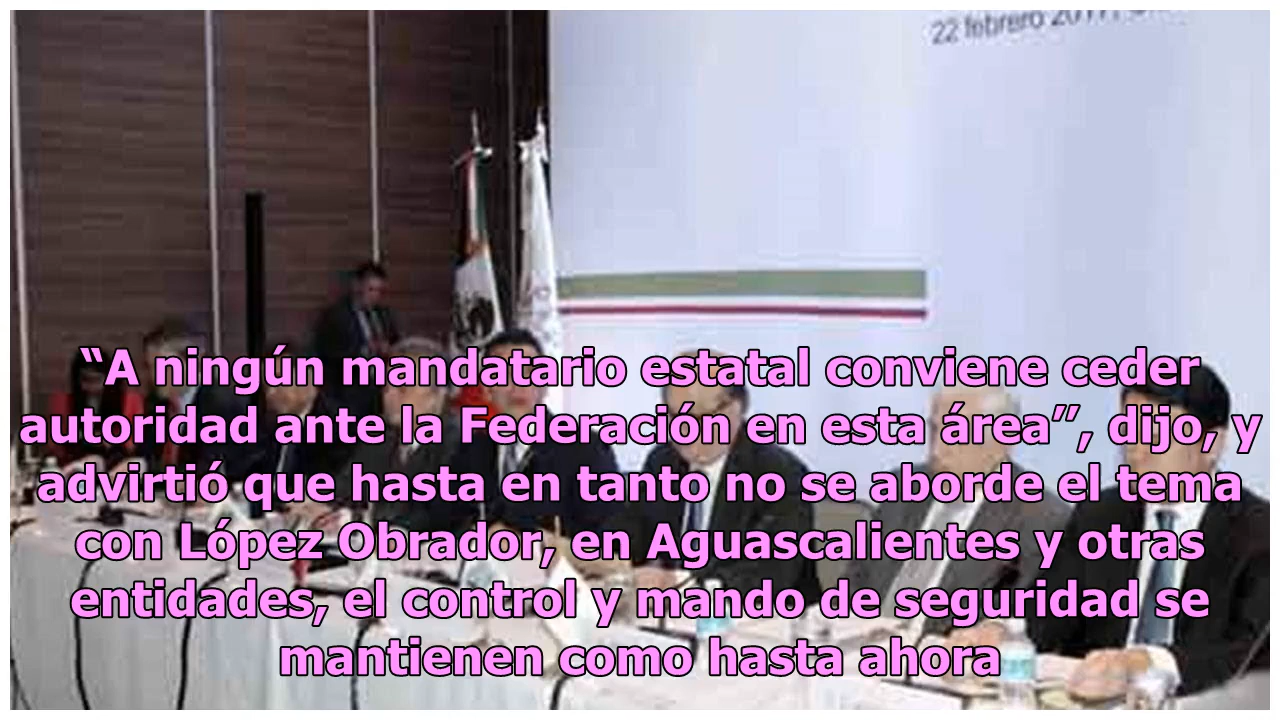 22 febrero 2017
“A ningún mandatario estatal conviene ceder
autoridad ante la Federación en esta área”, dijo, y
advirtió que hasta en tanto no se aborde el tema
con López Obrador, en Aguascalientes y otras
entidades, el control y mando de seguridad se
mantienen como hasta ahora